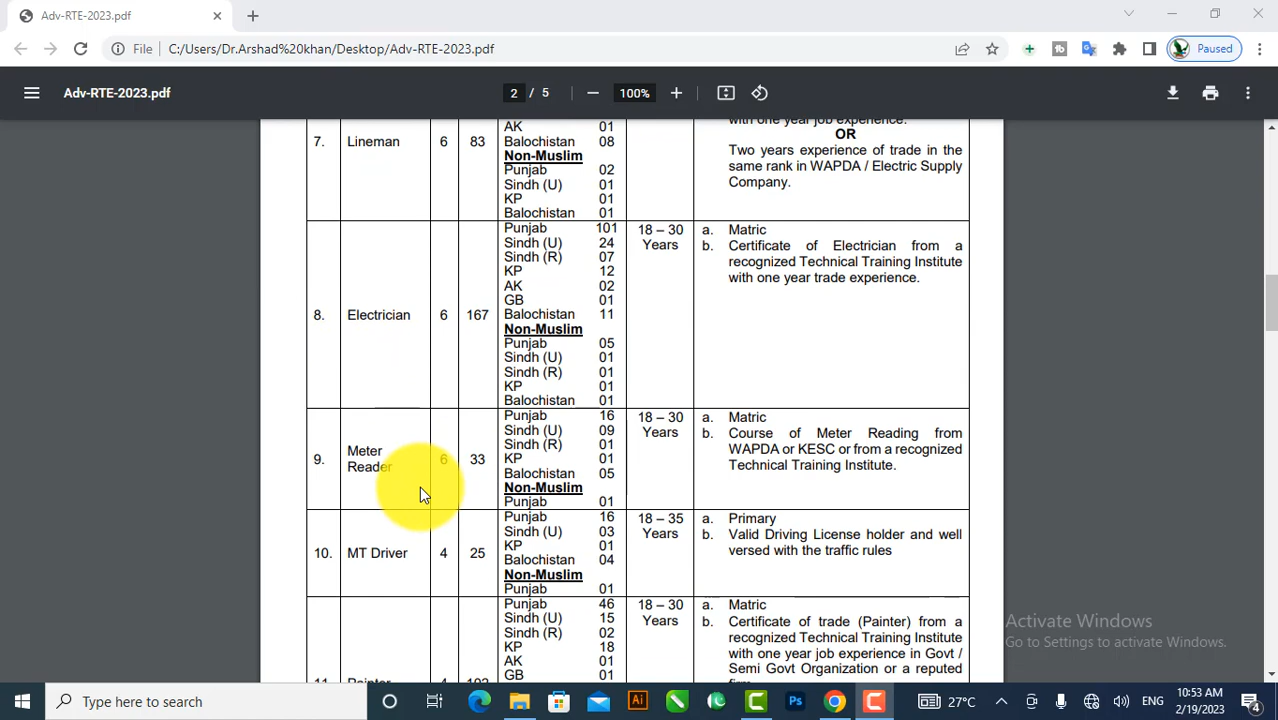 Adv-RTE-2023.pdf
File C:/Users/Dr.Arshad%20khan/Desktop/Adv-RTE-2023.pdf Paused
Adv-RTE-2023.pdf 2 / 5 100%
with one year job experience.
OR
Two years experience of trade in the
same rank in WAPDA / Electric Supply
Company.
7. Lineman 6 83
AK 01
Balochistan 08
Non-Muslim
Punjab 02
Sindh (U) 01
KP 01
Balochistan 01
8. Electrician 6 167
Punjab 101
Sindh (U) 24
Sindh (R) 07
KP 12
AK 02
GB 01
Balochistan 11
Non-Muslim
Punjab 05
Sindh (U) 01
Sindh (R) 01
KP 01
Balochistan 01
18 – 30
Years
a. Matric
b. Certificate of Electrician from a
recognized Technical Training Institute
with one year trade experience.
9. Meter
Reader 6 33
Punjab 16
Sindh (U) 09
Sindh (R) 01
KP 01
Balochistan 05
Non-Muslim
Punjab 01
18 – 30
Years
a. Matric
b. Course of Meter Reading from
WAPDA or KESC or from a recognized
Technical Training Institute.
10. MT Driver 4 25
Punjab 16
Sindh (U) 03
KP 01
Balochistan 04
Non-Muslim
Punjab 01
18 – 35
Years
a. Primary
b. Valid Driving License holder and well
versed with the traffic rules
Punjab 46
Sindh (U) 15
Sindh (R) 02
KP 18
AK 01
GB 01
18 – 30
Years
a. Matric
b. Certificate of trade (Painter) from a
recognized Technical Training Institute
with one year job experience in Govt /
Semi Govt Organization or a reputed
11. Painter 4
Activate Windows
Go to Settings to activate Windows.
Type here to search
27°C ENG 10:53 AM
2/19/2023 4